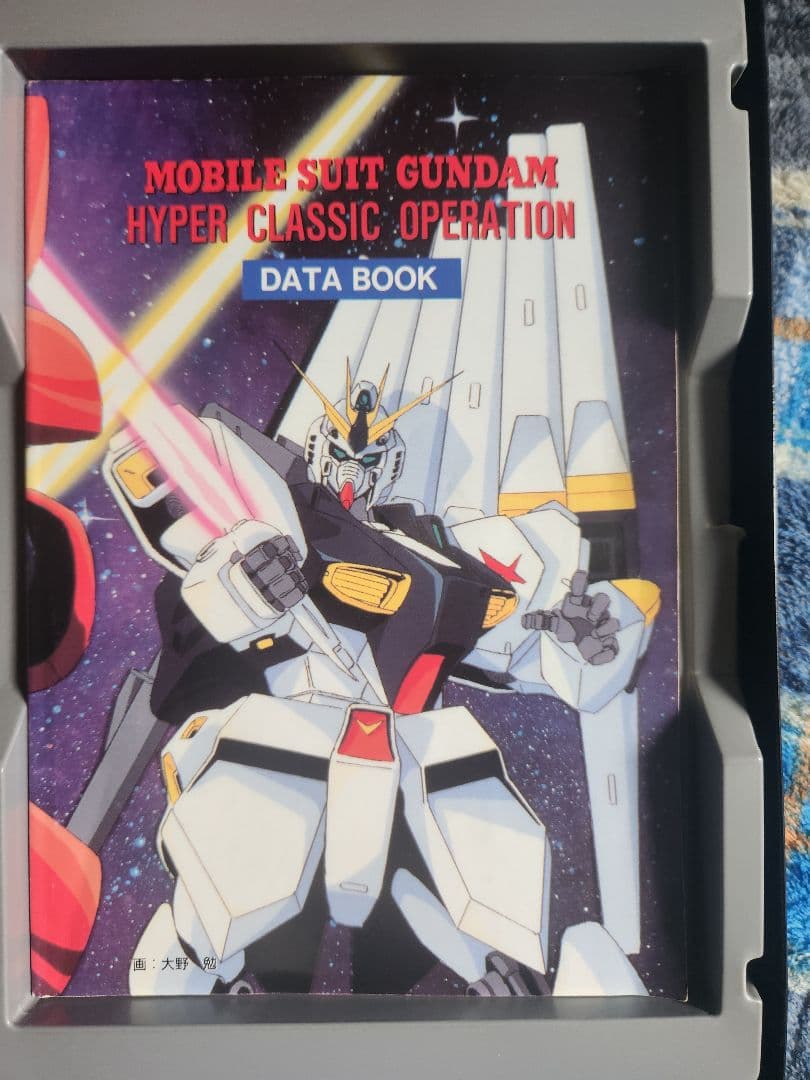 MOBILE SUIT GUNDAM
HYPER CLASSIC OPERATION
DATA BOOK
画：大野 勉